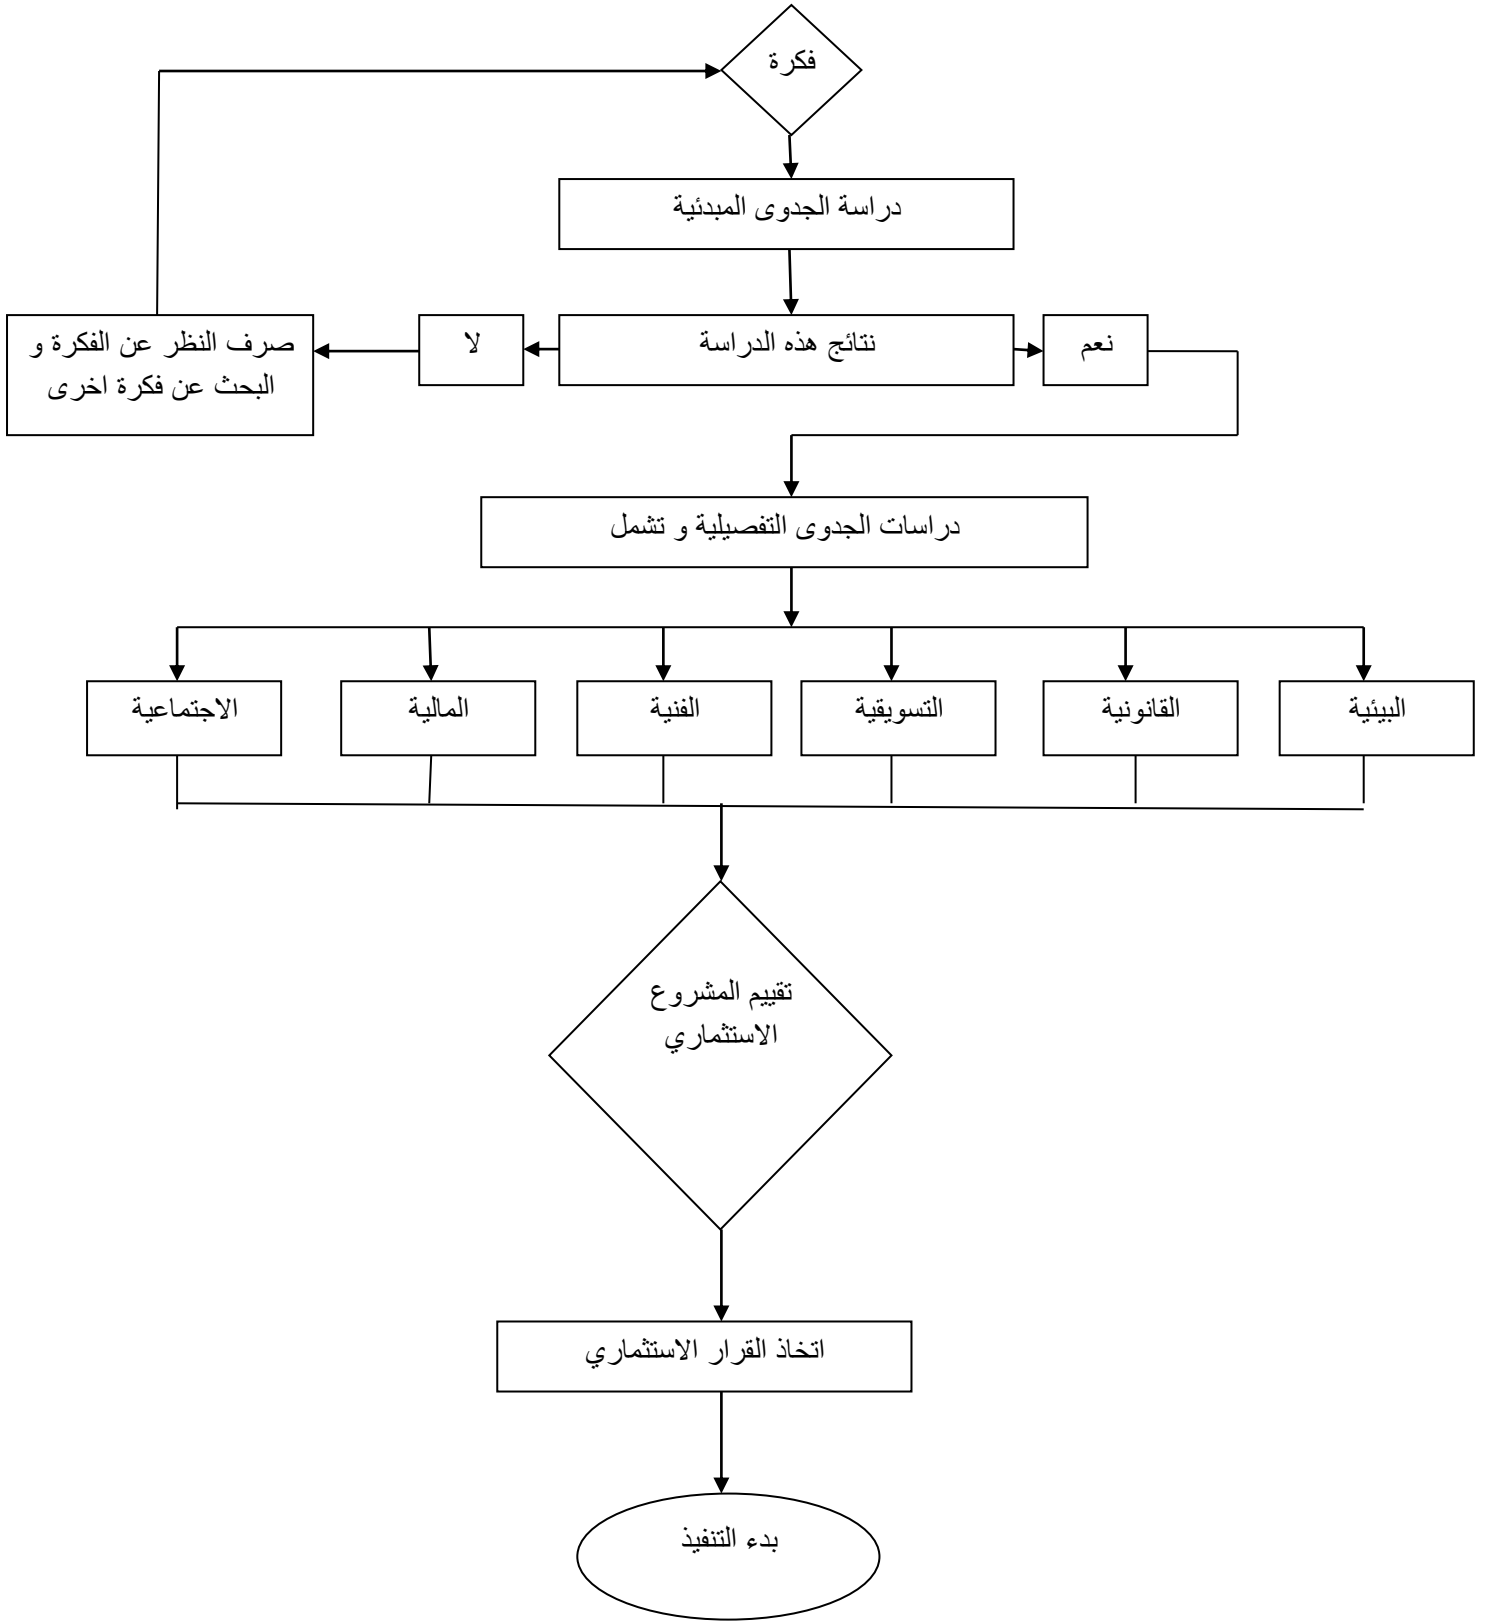 فكرة
دراسة الجدوى المبدئية
نعم
نتائج هذه الدراسة
لا
صرف النظر عن الفكرة و
البحث عن فكرة اخرى
دراسات الجدوى التفصيلية و تشمل
البيئية
القانونية
التسويقية
الفنية
المالية
الاجتماعية
تقييم المشروع
الاستثماري
اتخاذ القرار الاستثماري
بدء التنفيذ